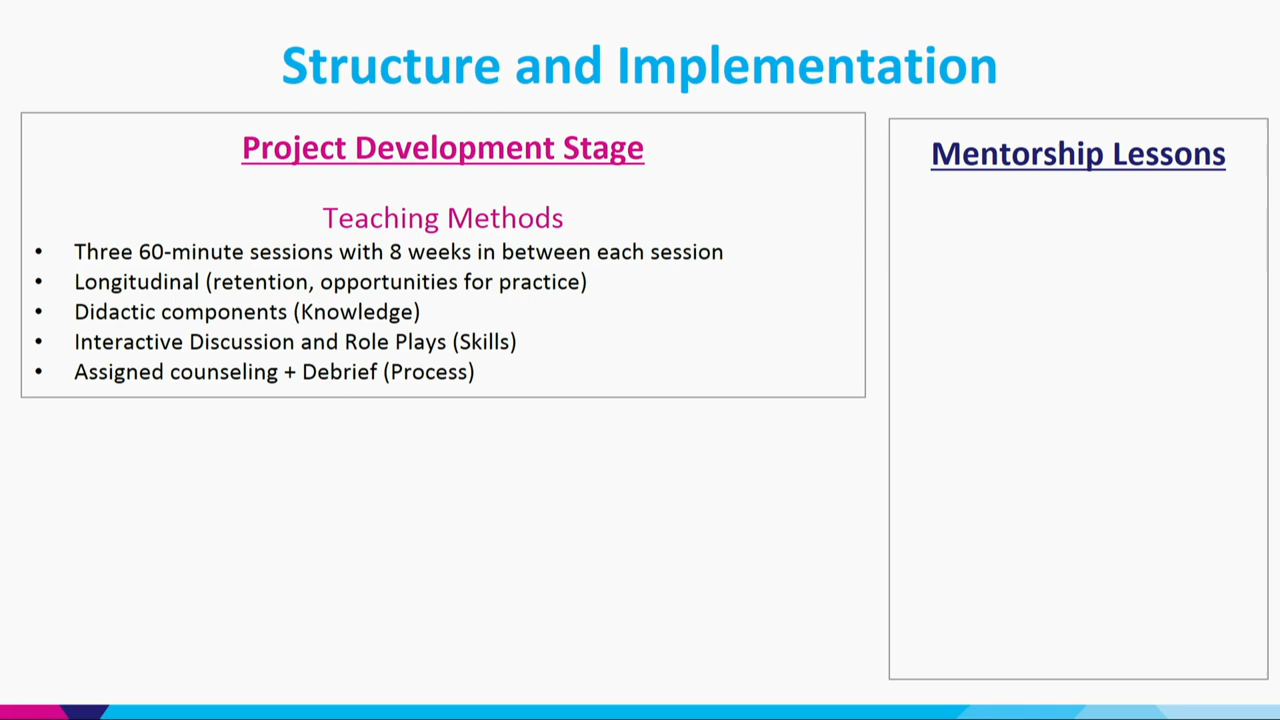 Structure and Implementation
Project Development Stage
Teaching Methods
• Three 60-minute sessions with 8 weeks in between each session
• Longitudinal (retention, opportunities for practice)
• Didactic components (Knowledge)
• Interactive Discussion and Role Plays (Skills)
• Assigned counseling + Debrief (Process)
Mentorship Lessons